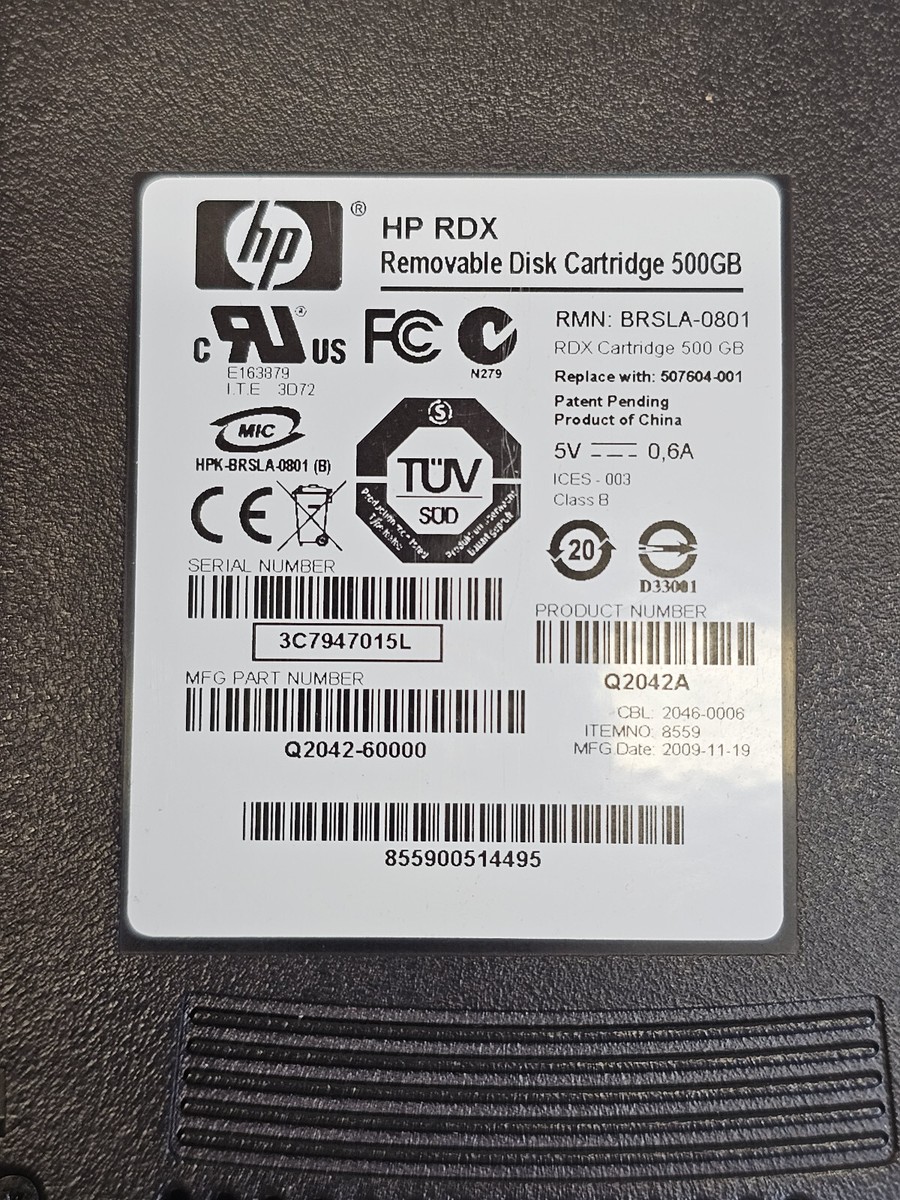 hp ®
HP RDX
Removable Disk Cartridge 500GB
C RU ® US
E163879
I.T.E 3D72
FC
N279
RMN: BRSLA-0801
RDX Cartridge 500 GB
Replace with: 507604-001
Patent Pending
Product of China
5V 0,6A
ICES - 003
Class B
MIC
HPK-BRSLA-0801 (B)
S
TÜV
SÜD
CE
20
D33001
SERIAL NUMBER
3C7947015L
MFG PART NUMBER
Q2042-60000
PRODUCT NUMBER
Q2042A
CBL: 2046-0006
ITEMNO: 8559
MFG.Date: 2009-11-19
855900514495